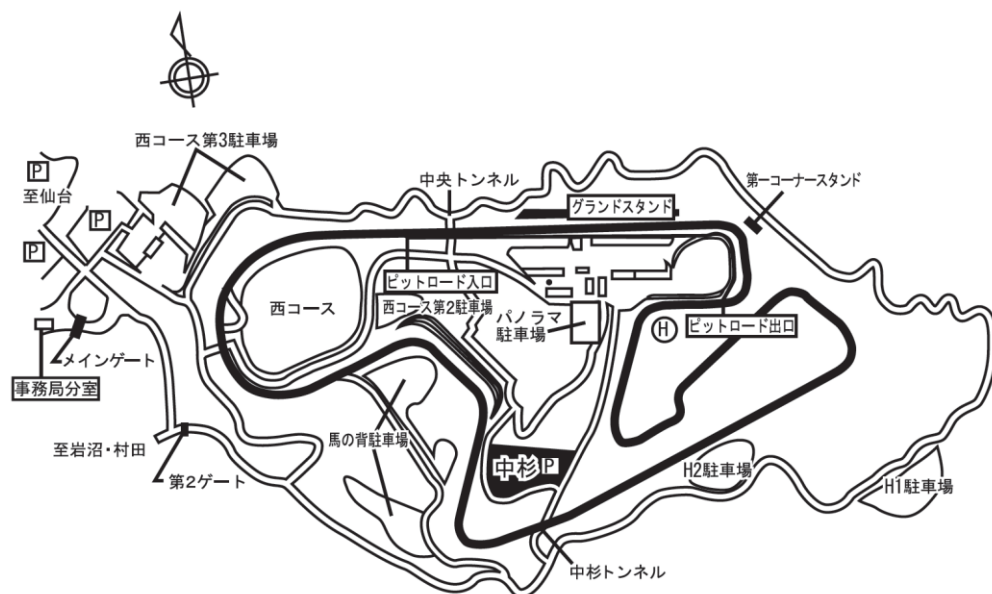 西コース第3駐車場
P
至仙台
P
P
中央トンネル
グランドスタンド
第一コーナースタンド
ピットロード入口
西コース
西コース第2駐車場
パノラマ
駐車場
H
ピットロード出口
メインゲート
事務局分室
至岩沼・村田
第2ゲート
馬の背駐車場
中杉 P
H2駐車場
H1駐車場
中杉トンネル